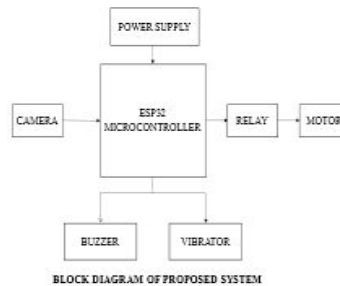 POWER SUPPLY
ESP32
MICROCONTROLLER
CAMERA
RELAY
MOTOR
BUZZER
VIBRATOR
BLOCK DIAGRAM OF PROPOSED SYSTEM